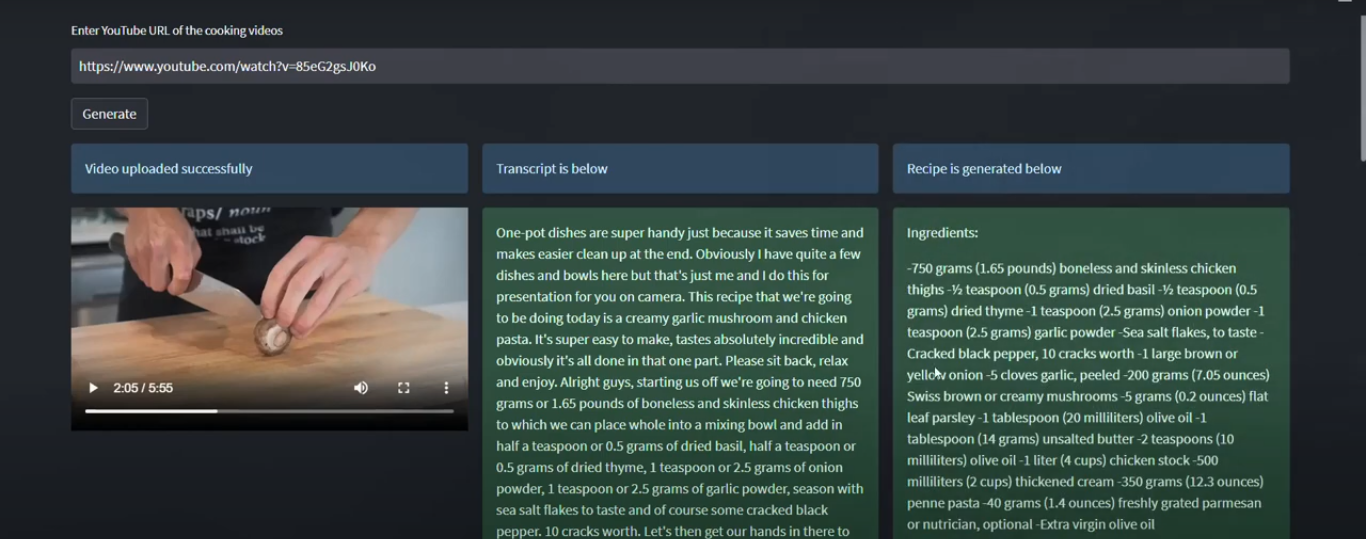 Enter YouTube URL of the cooking videos
https://www.youtube.com/watch?v=85eG2gsJ0Ko
Generate
Video uploaded successfully
Transcript is below
Recipe is generated below
raps/ noun
hat shall be
stock
2:05 / 5:55
One-pot dishes are super handy just because it saves time and
makes easier clean up at the end. Obviously I have quite a few
dishes and bowls here but that's just me and I do this for
presentation for you on camera. This recipe that we're going
to be doing today is a creamy garlic mushroom and chicken
pasta. It's super easy to make, tastes absolutely incredible and
obviously it's all done in that one part. Please sit back, relax
and enjoy. Alright guys, starting us off we're going to need 750
grams or 1.65 pounds of boneless and skinless chicken thighs
to which we can place whole into a mixing bowl and add in
half a teaspoon or 0.5 grams of dried basil, half a teaspoon or
0.5 grams of dried thyme, 1 teaspoon or 2.5 grams of onion
powder, 1 teaspoon or 2.5 grams of garlic powder, season with
sea salt flakes to taste and of course some cracked black
pepper. 10 cracks worth. Let's then get our hands in there to
Ingredients:
-750 grams (1.65 pounds) boneless and skinless chicken
thighs -½ teaspoon (0.5 grams) dried basil -½ teaspoon (0.5
grams) dried thyme -1 teaspoon (2.5 grams) onion powder -1
teaspoon (2.5 grams) garlic powder -Sea salt flakes, to taste -
Cracked black pepper, 10 cracks worth -1 large brown or
yellow onion -5 cloves garlic, peeled -200 grams (7.05 ounces)
Swiss brown or creamy mushrooms -5 grams (0.2 ounces) flat
leaf parsley -1 tablespoon (20 milliliters) olive oil -1
tablespoon (14 grams) unsalted butter -2 teaspoons (10
milliliters) olive oil -1 liter (4 cups) chicken stock -500
milliliters (2 cups) thickened cream -350 grams (12.3 ounces)
penne pasta -40 grams (1.4 ounces) freshly grated parmesan
or nutrician, optional -Extra virgin olive oil